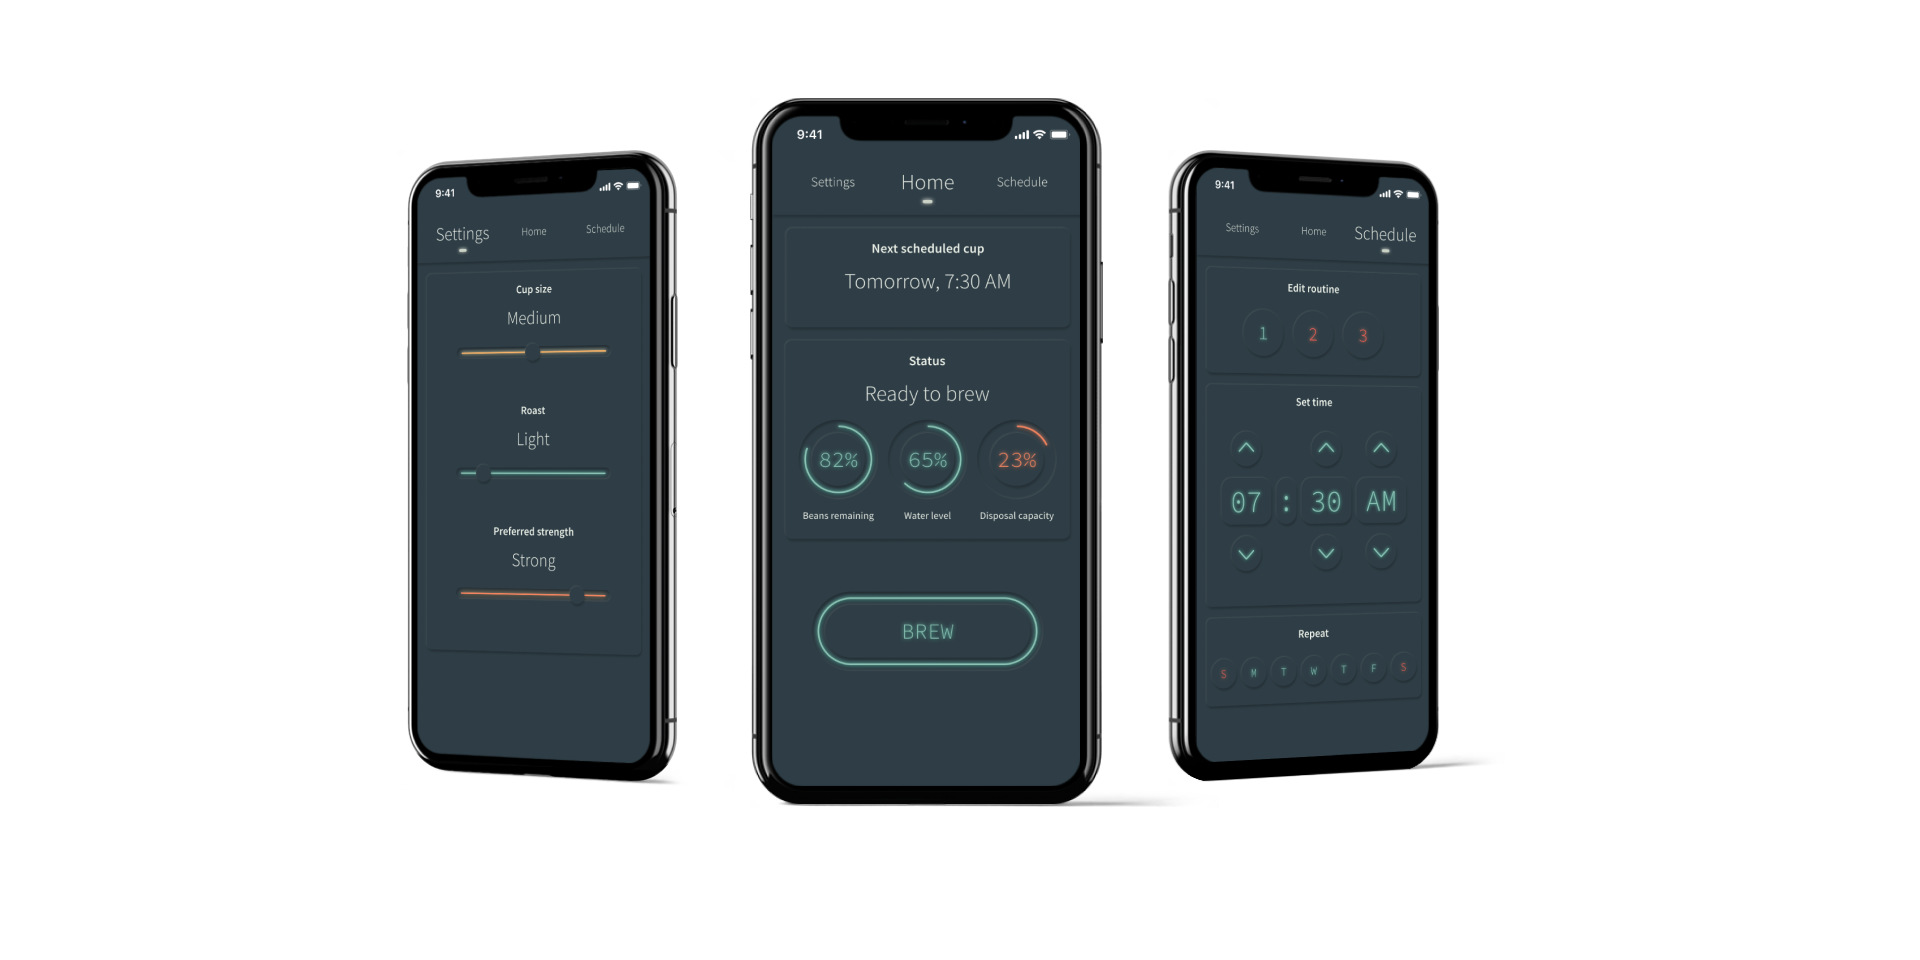 9:41
Settings Home Schedule
Cup size
Medium
Roast
Light
Preferred strength
Strong
9:41
Settings Home Schedule
Next scheduled cup
Tomorrow, 7:30 AM
Status
Ready to brew
82% 65% 23%
Beans remaining Water level Disposal capacity
BREW
9:41
Settings Home Schedule
Edit routine
1 2 3
Set time
07 : 30 AM
Repeat
S M T W T F S